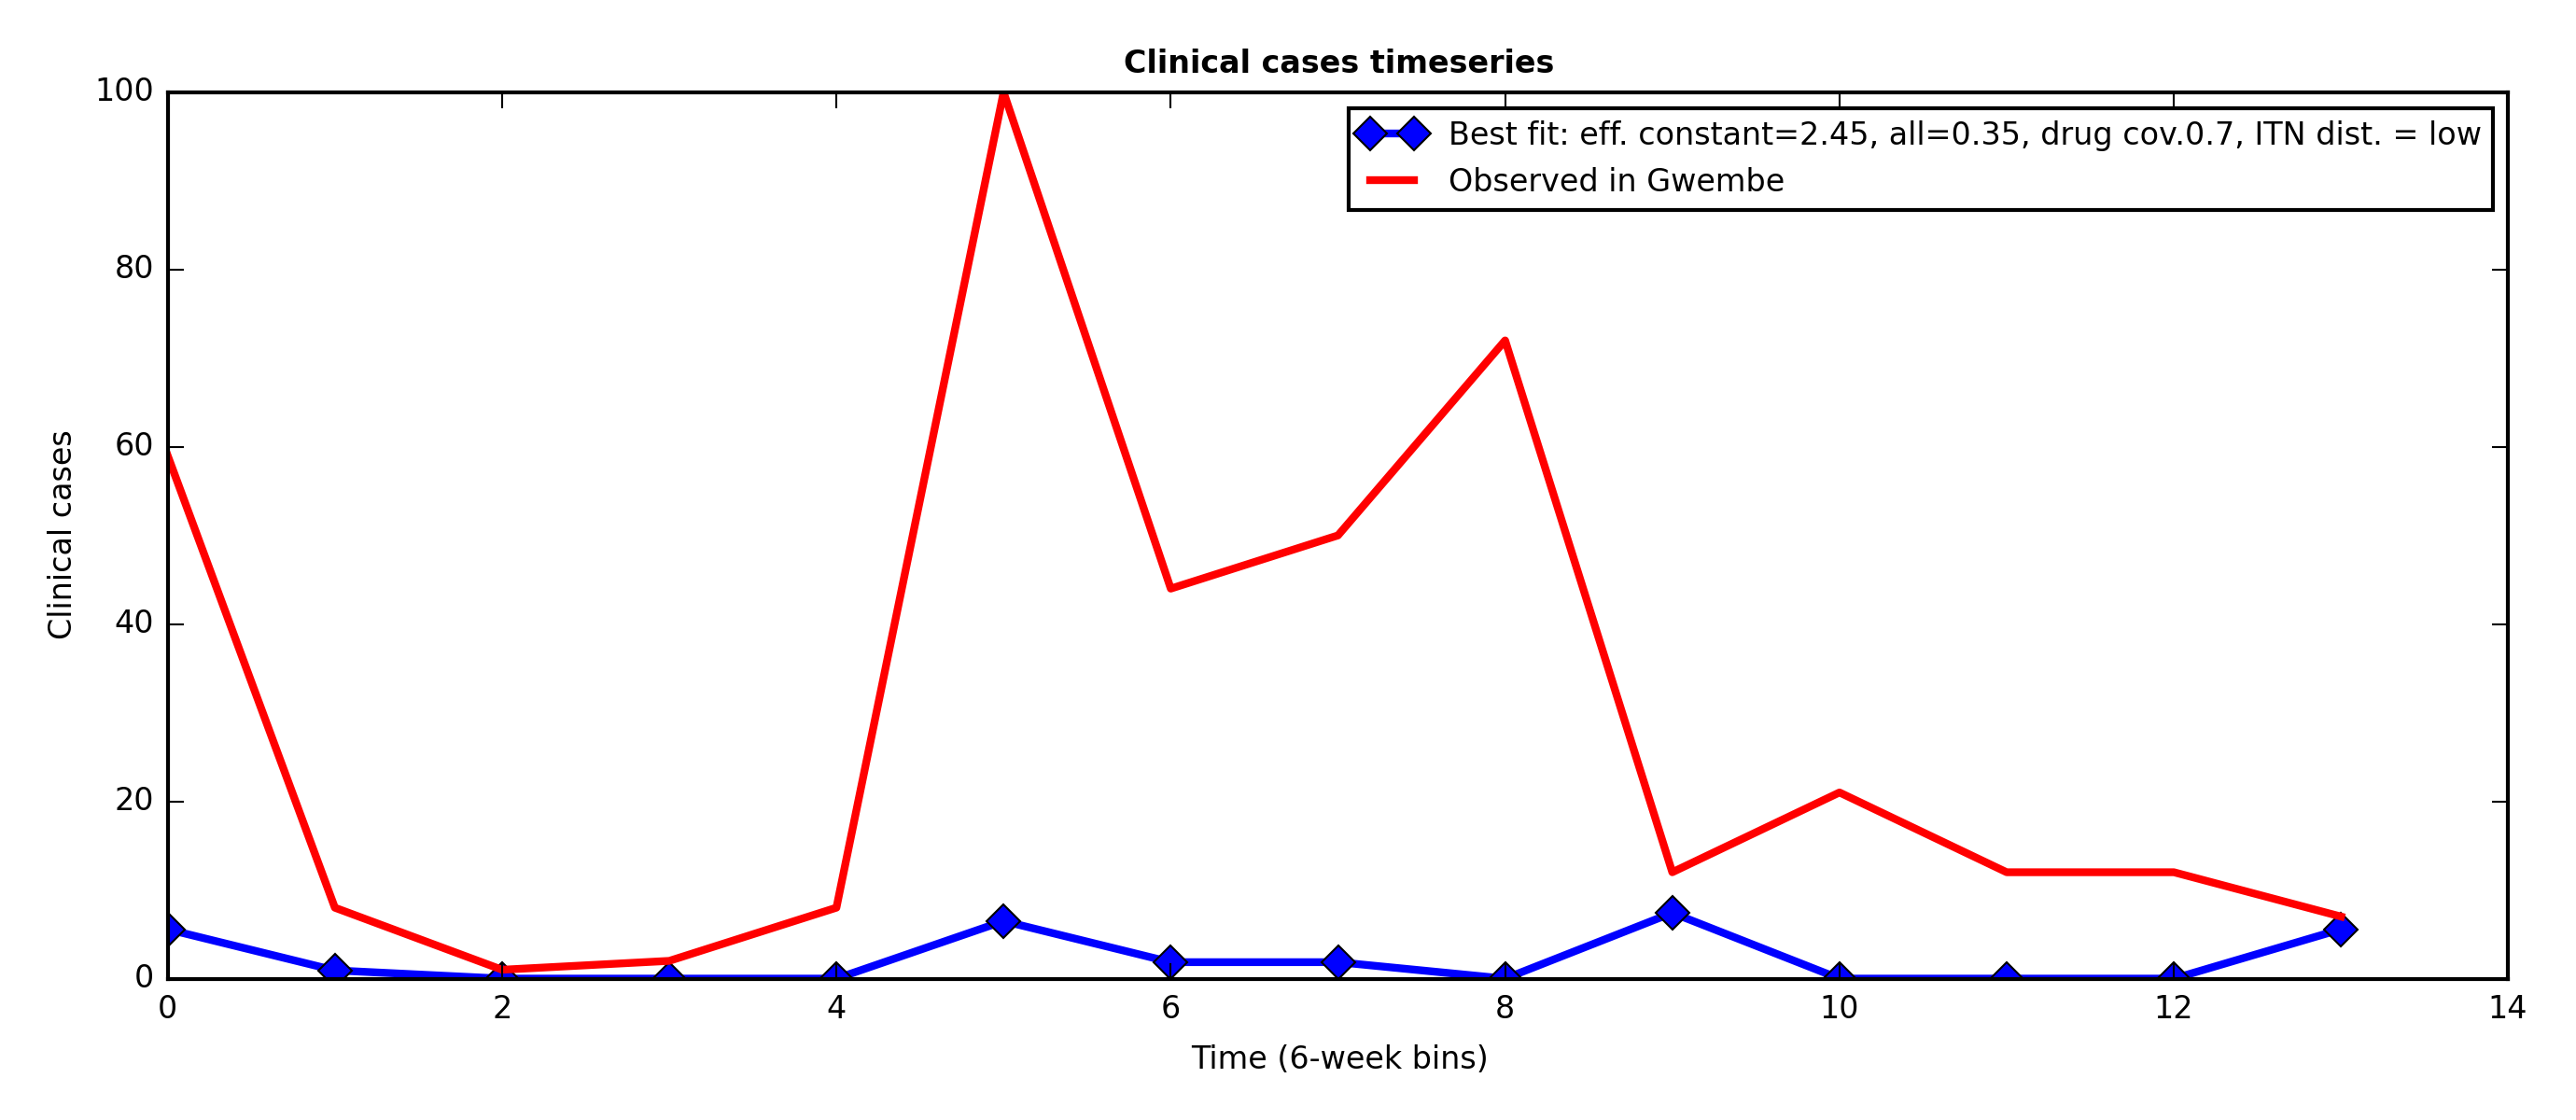 Clinical cases timeseries
100
80
60
40
20
0
Clinical cases
Best fit: eff. constant=2.45, all=0.35, drug cov.0.7, ITN dist. = low
Observed in Gwembe
0 2 4 6 8 10 12 14
Time (6-week bins)